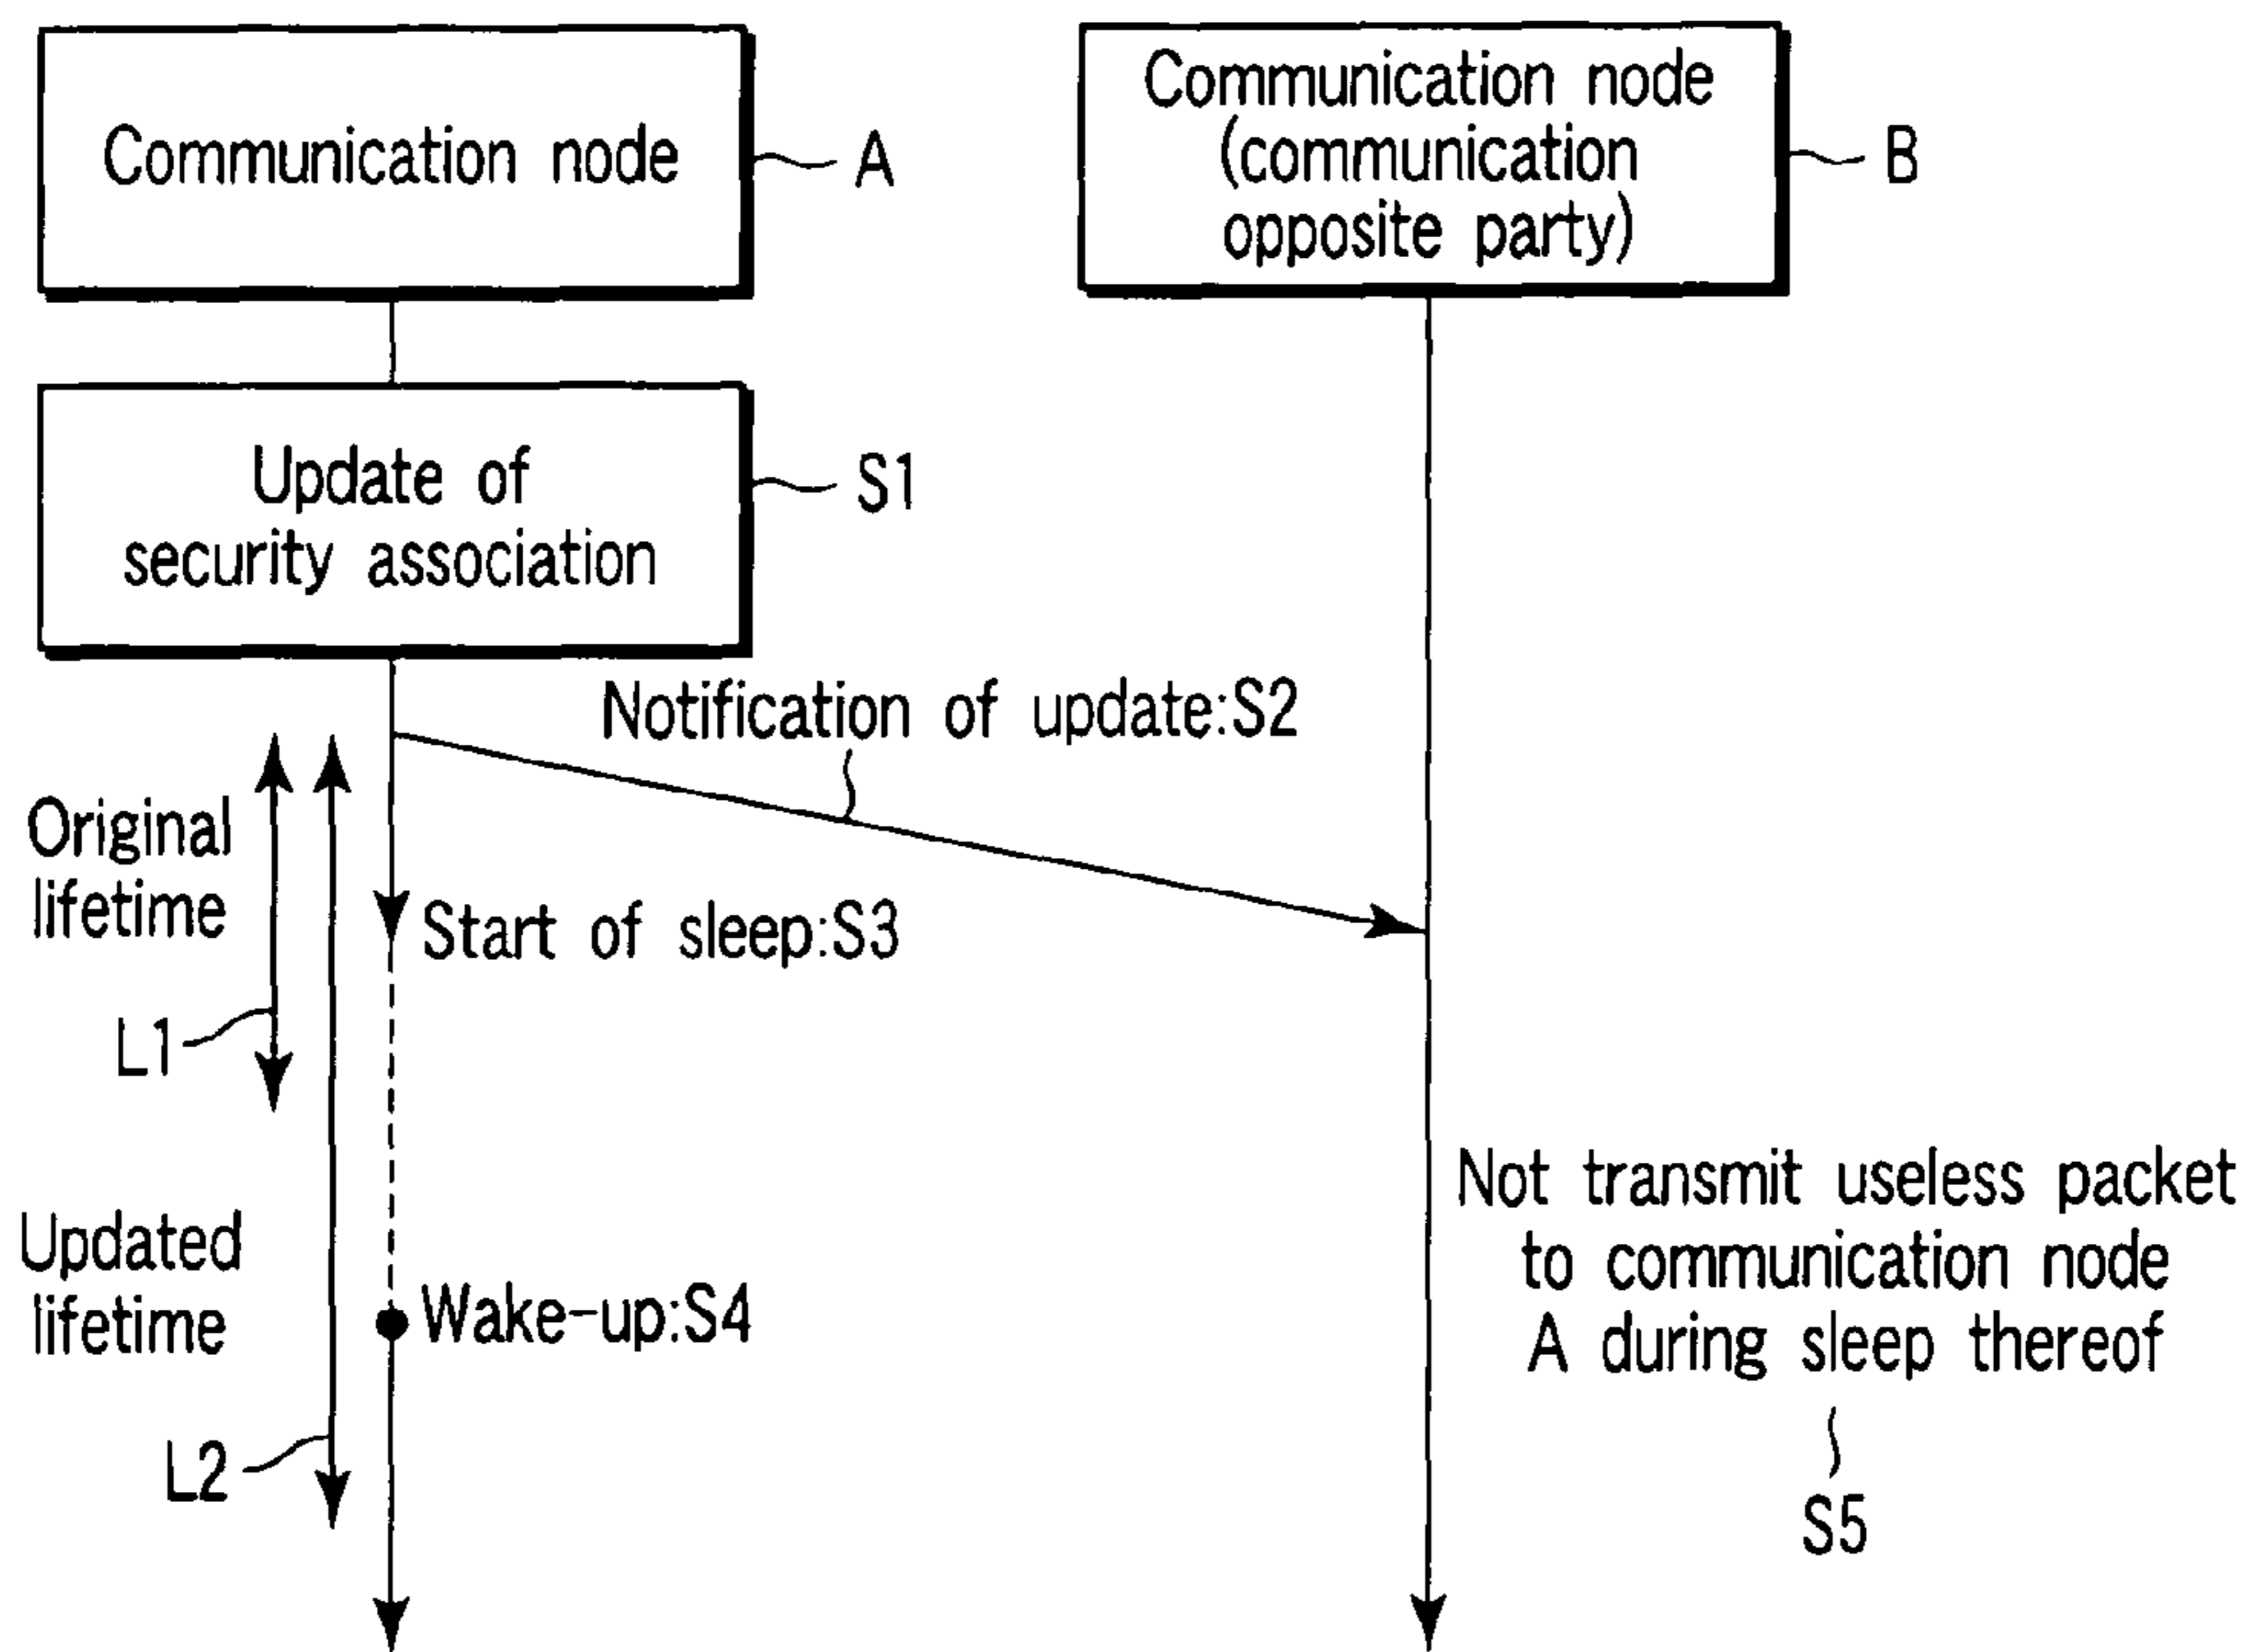 Communication node
A
Communication node
(communication
opposite party)
B
Update of
security association
S1
Notification of update:S2
Original
lifetime
L1
Start of sleep:S3
Updated
lifetime
L2
Wake-up:S4
Not transmit useless packet
to communication node
A during sleep thereof
S5